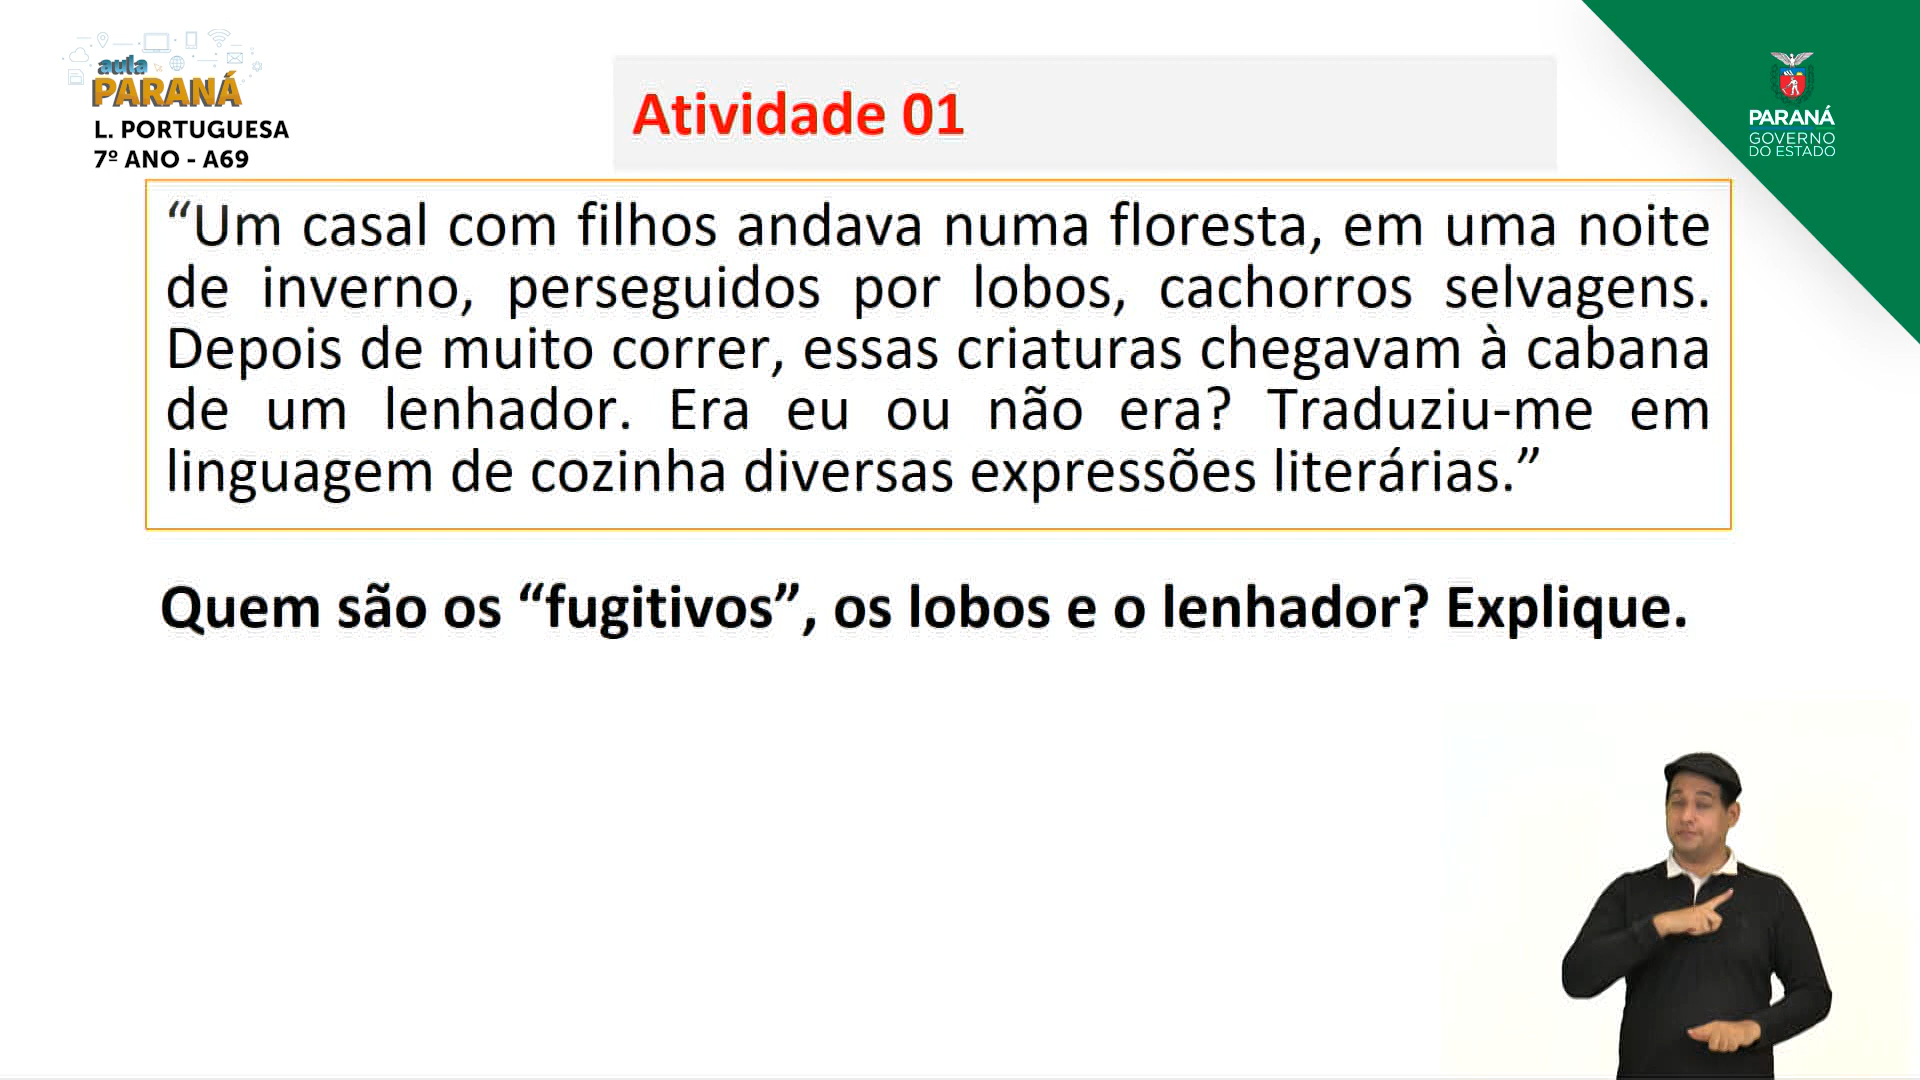 aula
PARANÁ
L. PORTUGUESA
7º ANO - A69
Atividade 01
PARANÁ
GOVERNO
DO ESTADO
“Um casal com filhos andava numa floresta, em uma noite
de inverno, perseguidos por lobos, cachorros selvagens.
Depois de muito correr, essas criaturas chegavam à cabana
de um lenhador. Era eu ou não era? Traduziu-me em
linguagem de cozinha diversas expressões literárias.”
Quem são os “fugitivos”, os lobos e o lenhador? Explique.